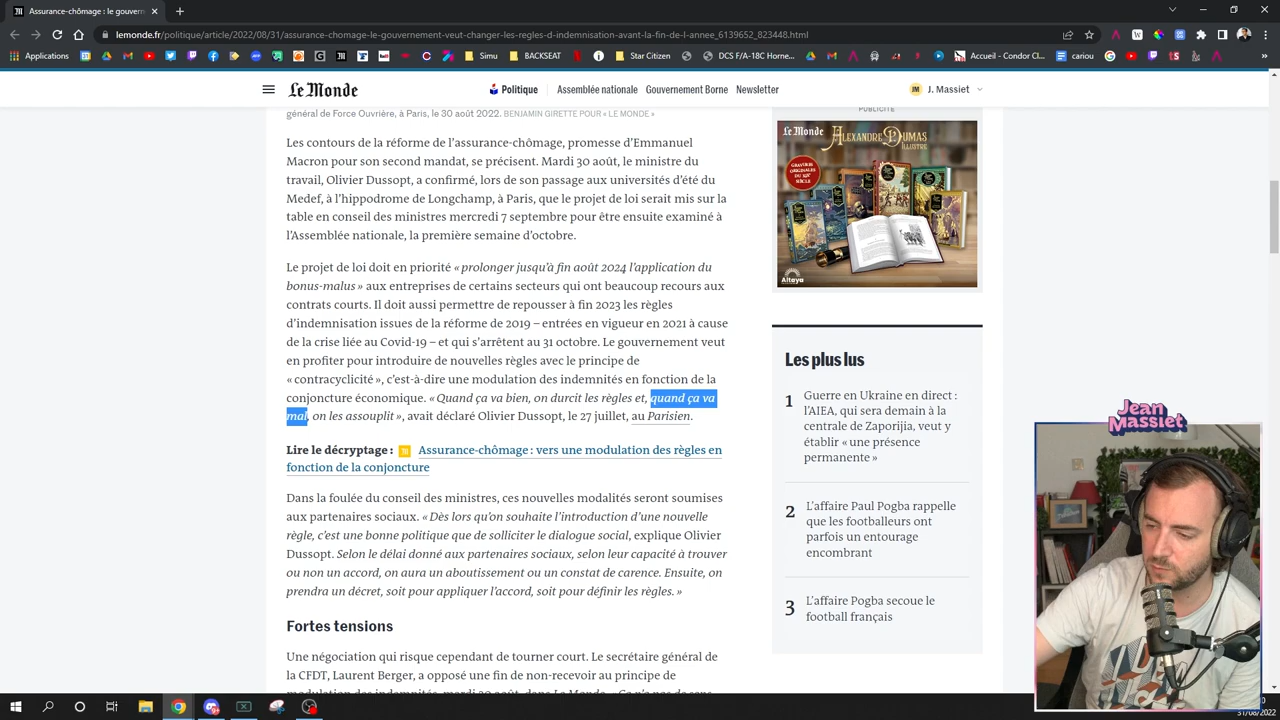 Assurance-chômage : le gouvern
lemonde.fr/politique/article/2022/08/31/assurance-chomage-le-gouvernement-veut-changer-les-regles-d-indemnisation-avant-la-fin-de-l-annee_6139652_823448.html
Applications
Simu
BACKSEAT
Star Citizen
DCS F/A-18C Horne...
Accueil - Condor Cl...
cariou
Le Monde
Politique
Assemblée nationale
Gouvernement Borne
Newsletter
JM
J. Massiet
général de Force Ouvrière, à Paris, le 30 août 2022. BENJAMIN GIRETTE POUR « LE MONDE »
Les contours de la réforme de l’assurance-chômage, promesse d’Emmanuel
Macron pour son second mandat, se précisent. Mardi 30 août, le ministre du
travail, Olivier Dussopt, a confirmé, lors de son passage aux universités d’été du
Medef, à l’hippodrome de Longchamp, à Paris, que le projet de loi serait mis sur la
table en conseil des ministres mercredi 7 septembre pour être ensuite examiné à
l’Assemblée nationale, la première semaine d’octobre.
Le projet de loi doit en priorité « prolonger jusqu’à fin août 2024 l’application du
bonus-malus » aux entreprises de certains secteurs qui ont beaucoup recours aux
contrats courts. Il doit aussi permettre de repousser à fin 2023 les règles
d’indemnisation issues de la réforme de 2019 – entrées en vigueur en 2021 à cause
de la crise liée au Covid-19 – et qui s’arrêtent au 31 octobre. Le gouvernement veut
en profiter pour introduire de nouvelles règles avec le principe de
« contracyclicité », c’est-à-dire une modulation des indemnités en fonction de la
conjoncture économique. « Quand ça va bien, on durcit les règles et, quand ça va
mal, on les assouplit », avait déclaré Olivier Dussopt, le 27 juillet, au Parisien.
Lire le décryptage : Assurance-chômage : vers une modulation des règles en
fonction de la conjoncture
Dans la foulée du conseil des ministres, ces nouvelles modalités seront soumises
aux partenaires sociaux. « Dès lors qu’on souhaite l’introduction d’une nouvelle
règle, c’est une bonne politique que de solliciter le dialogue social, explique Olivier
Dussopt. Selon le délai donné aux partenaires sociaux, selon leur capacité à trouver
ou non un accord, on aura un aboutissement ou un constat de carence. Ensuite, on
prendra un décret, soit pour appliquer l’accord, soit pour définir les règles. »
Fortes tensions
Une négociation qui risque cependant de tourner court. Le secrétaire général de
la CFDT, Laurent Berger, a opposé une fin de non-recevoir au principe de
modulation des indemnités, mardi 30 août, dans Le Monde. « Ça n’a pas de sens
PUBLICITÉ
Le Monde
ALEXANDRE DUMAS
ILLUSTRÉ
GRAVURES
ORIGINALES
DU XIXe
SIÈCLE
Altaya
Les plus lus
1
Guerre en Ukraine en direct :
l’AIEA, qui sera demain à la
centrale de Zaporijia, veut y
établir « une présence
permanente »
2
L’affaire Paul Pogba rappelle
que les footballeurs ont
parfois un entourage
encombrant
3
L’affaire Pogba secoue le
football français
Jean
Massiet
31/08/2022